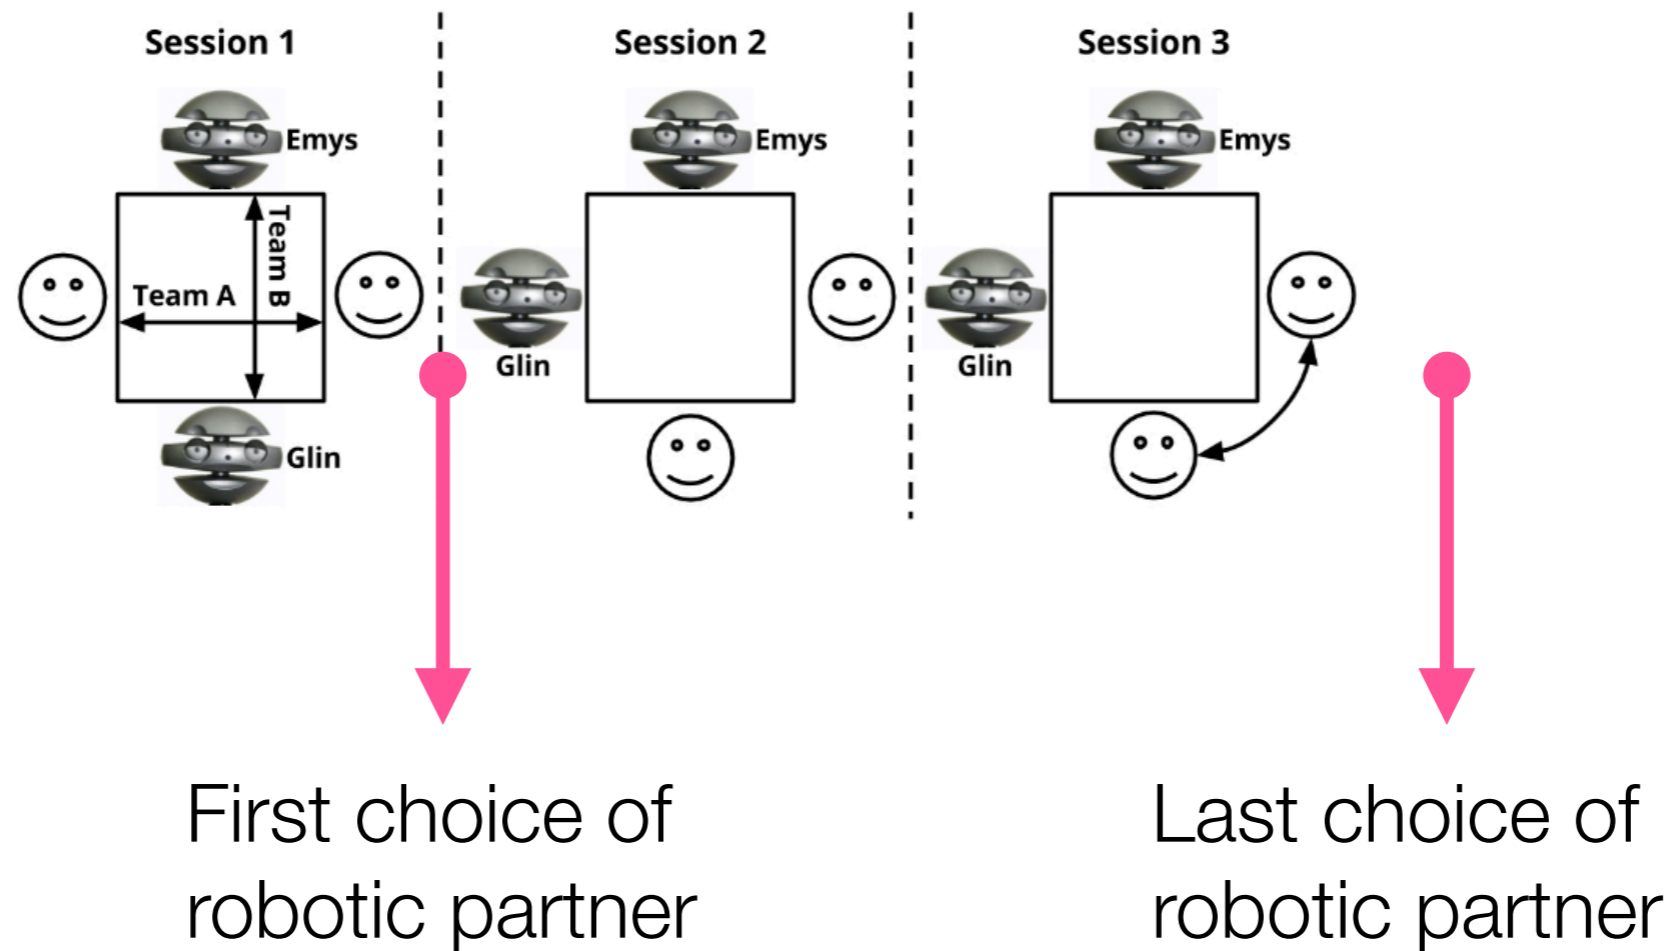 Session 1
Session 2
Session 3
Emys
Emys
Emys
Team B
Team A
Glin
Glin
Glin
First choice of
robotic partner
Last choice of
robotic partner